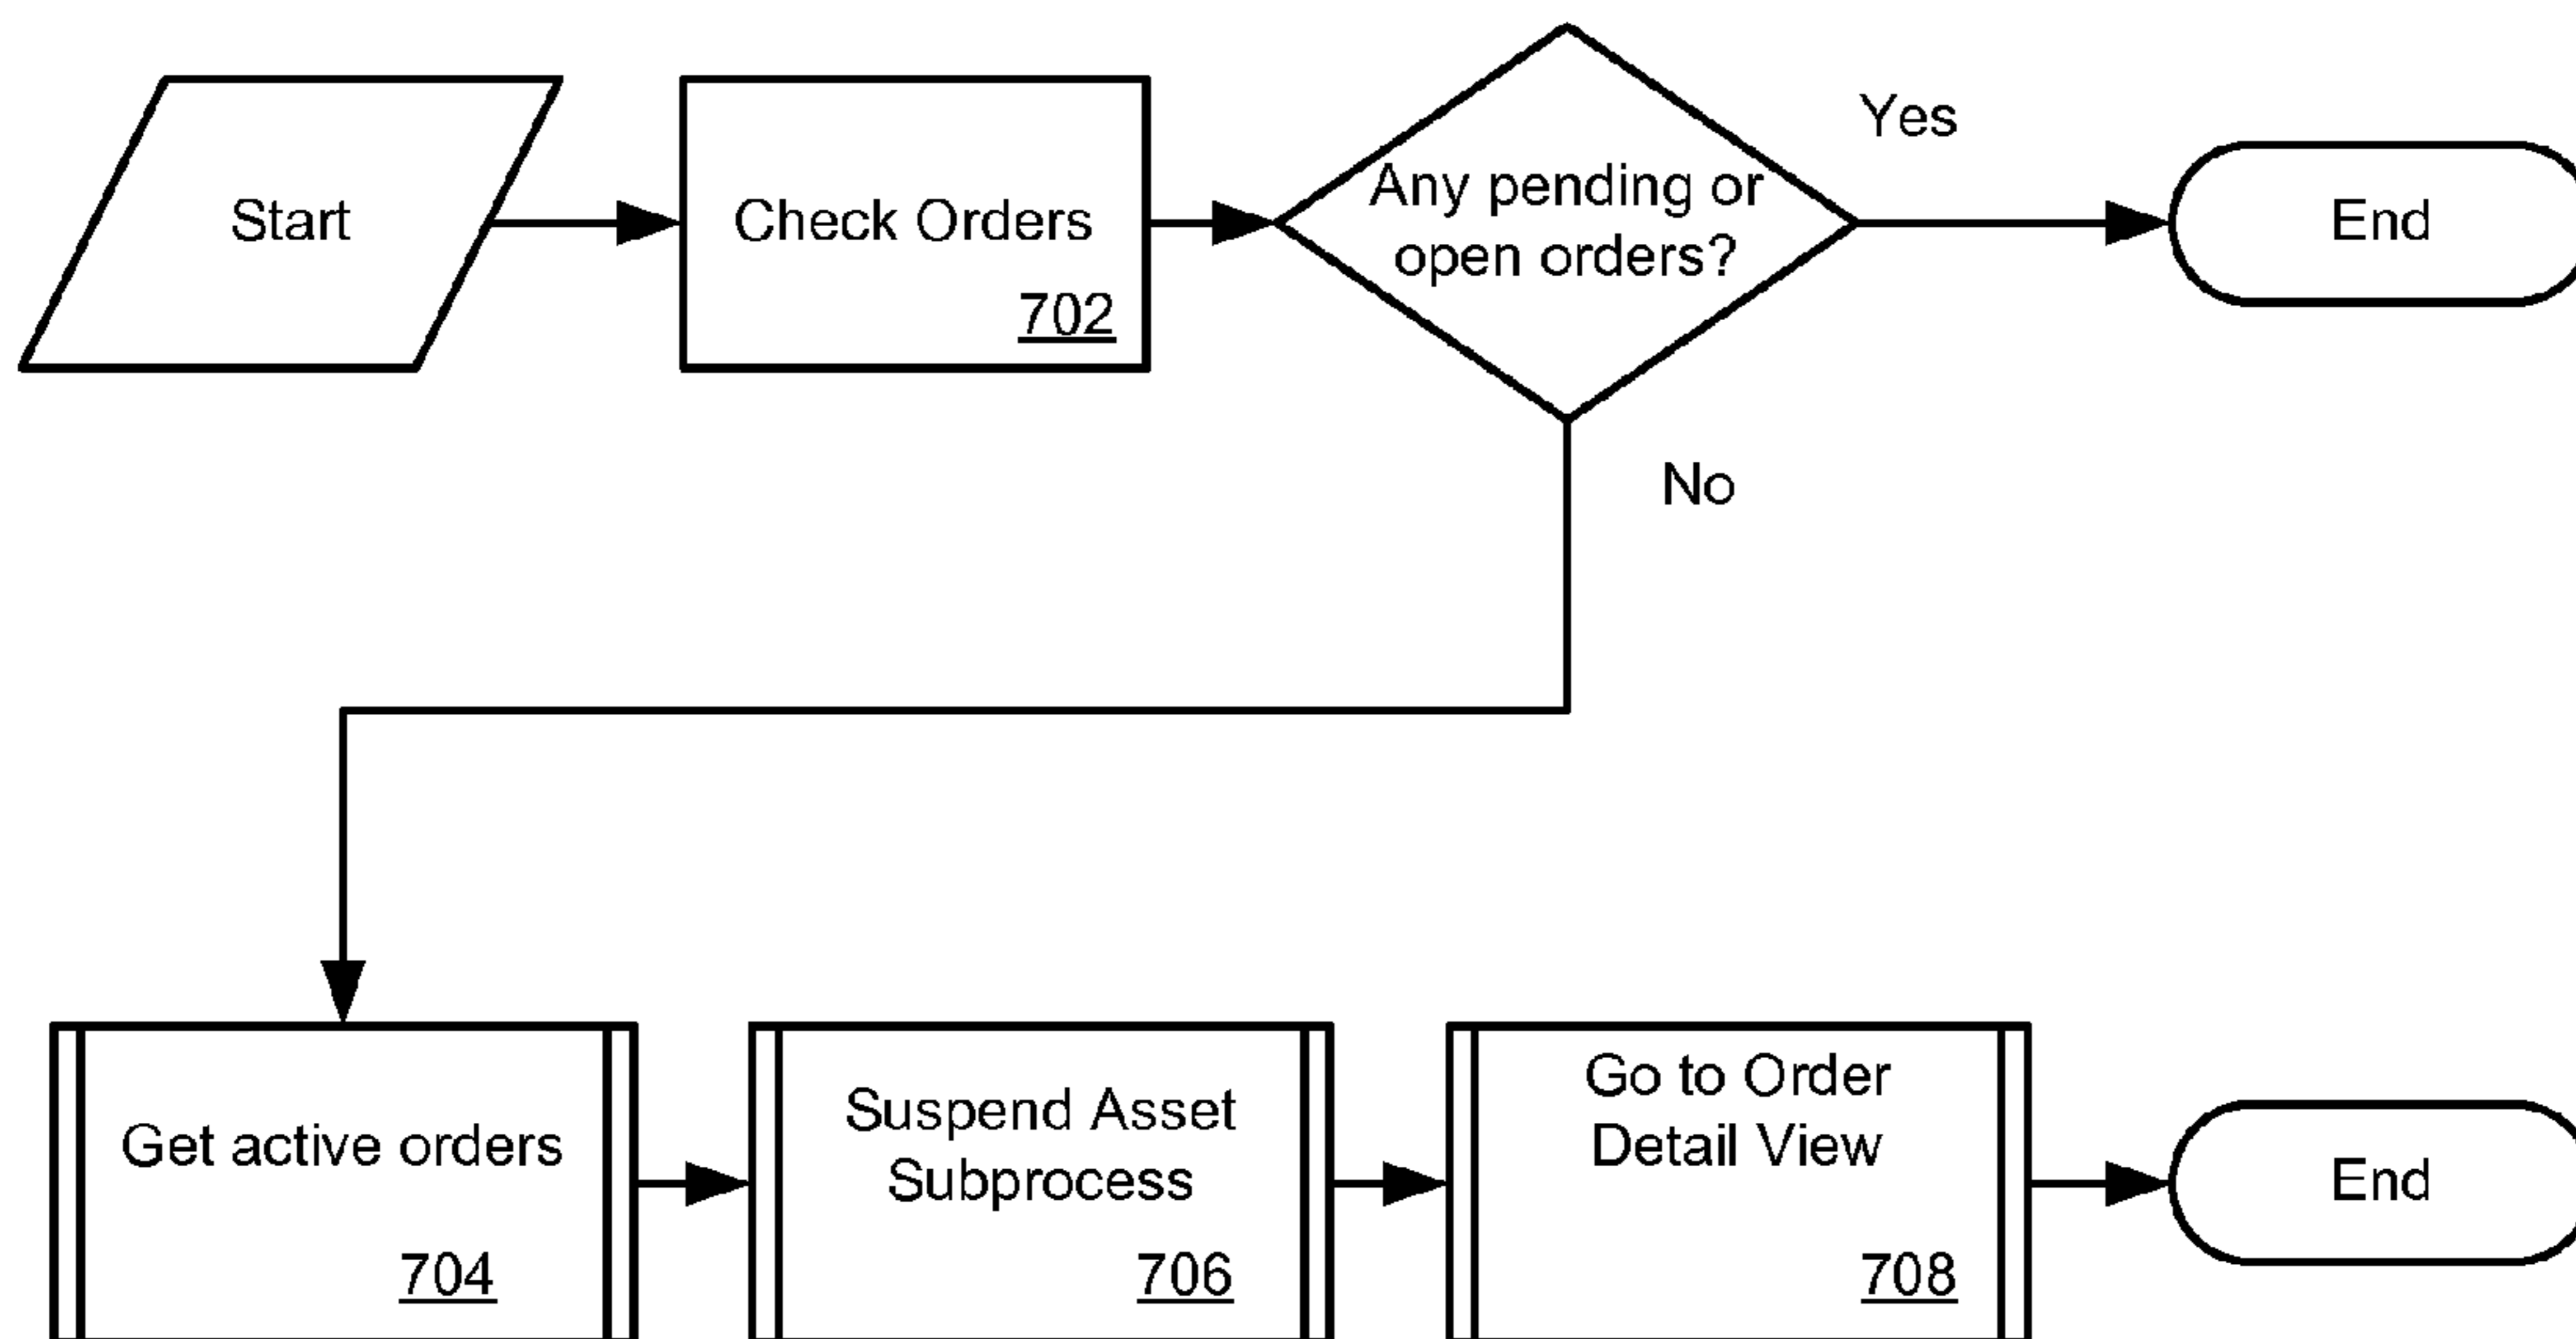 Start
Check Orders
702
Any pending or
open orders?
Yes
End
No
Get active orders
704
Suspend Asset
Subprocess
706
Go to Order
Detail View
708
End